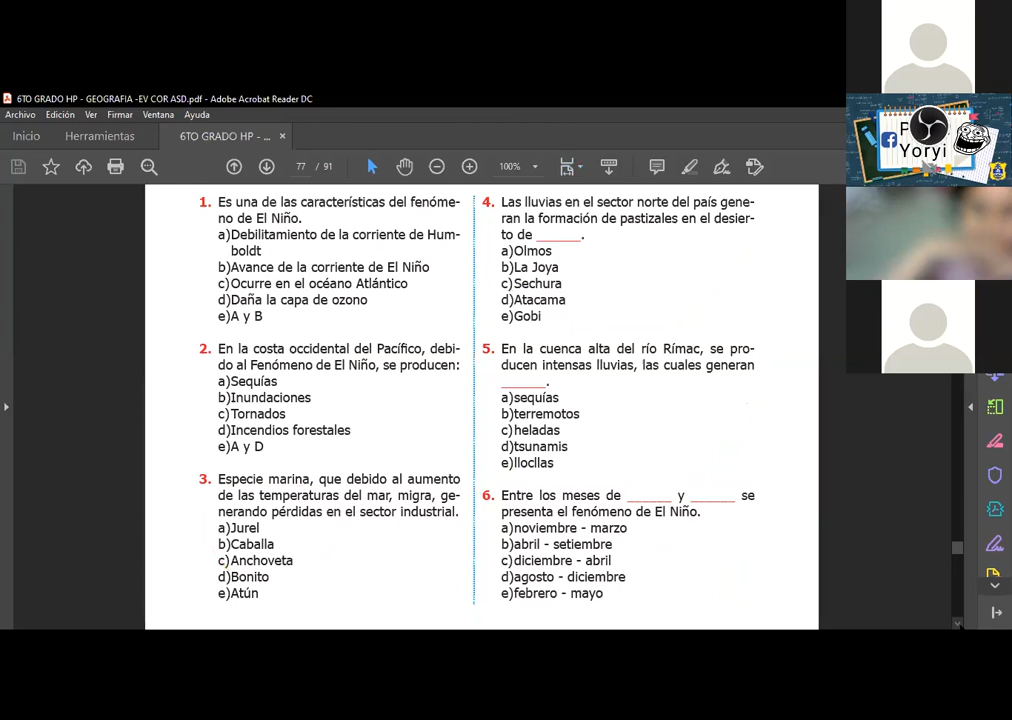 6TO GRADO HP - GEOGRAFIA -EV COR ASD.pdf - Adobe Acrobat Reader DC
Archivo Edición Ver Firmar Ventana Ayuda
Inicio Herramientas 6TO GRADO HP - ... ×
77 / 91 100%
1. Es una de las características del fenóme-
no de El Niño.
a)Debilitamiento de la corriente de Hum-
boldt
b)Avance de la corriente de El Niño
c)Ocurre en el océano Atlántico
d)Daña la capa de ozono
e)A y B
2. En la costa occidental del Pacífico, debi-
do al Fenómeno de El Niño, se producen:
a)Sequías
b)Inundaciones
c)Tornados
d)Incendios forestales
e)A y D
3. Especie marina, que debido al aumento
de las temperaturas del mar, migra, ge-
nerando pérdidas en el sector industrial.
a)Jurel
b)Caballa
c)Anchoveta
d)Bonito
e)Atún
4. Las lluvias en el sector norte del país gene-
ran la formación de pastizales en el desier-
to de ______.
a)Olmos
b)La Joya
c)Sechura
d)Atacama
e)Gobi
5. En la cuenca alta del río Rímac, se pro-
ducen intensas lluvias, las cuales generan
______.
a)sequías
b)terremotos
c)heladas
d)tsunamis
e)llocllas
6. Entre los meses de ______ y ______ se
presenta el fenómeno de El Niño.
a)noviembre - marzo
b)abril - setiembre
c)diciembre - abril
d)agosto - diciembre
e)febrero - mayo
Yoryi